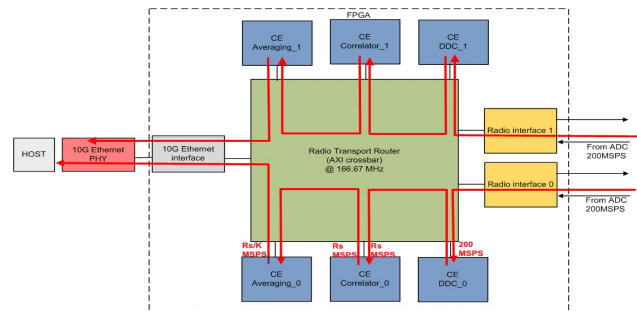 FPGA
CE
Averaging_1
CE
Correlator_1
CE
DDC_1
HOST
10G Ethernet
PHY
10G Ethernet
interface
Radio Transport Router
(AXI crossbar)
@ 166.67 MHz
Radio interface 1
From ADC
200MSPS
Radio interface 0
From ADC
200MSPS
Rs/K
MSPS
Rs
MSPS
Rs
MSPS
200
MSPS
CE
Averaging_0
CE
Correlator_0
CE
DDC_0